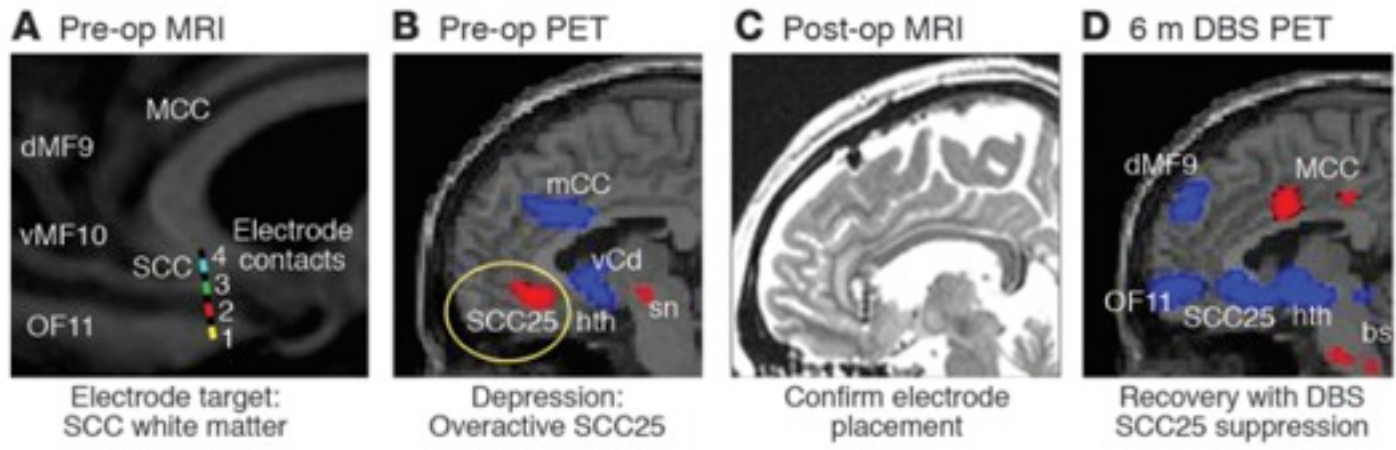 A Pre-op MRI
MCC
dMF9
vMF10
SCC
Electrode
contacts
4
3
2
1
OF11
Electrode target:
SCC white matter
B Pre-op PET
mCC
vCd
SCC25
hth
sn
Depression:
Overactive SCC25
C Post-op MRI
Confirm electrode
placement
D 6 m DBS PET
dMF9
MCC
OF11
SCC25
hth
bs
Recovery with DBS
SCC25 suppression